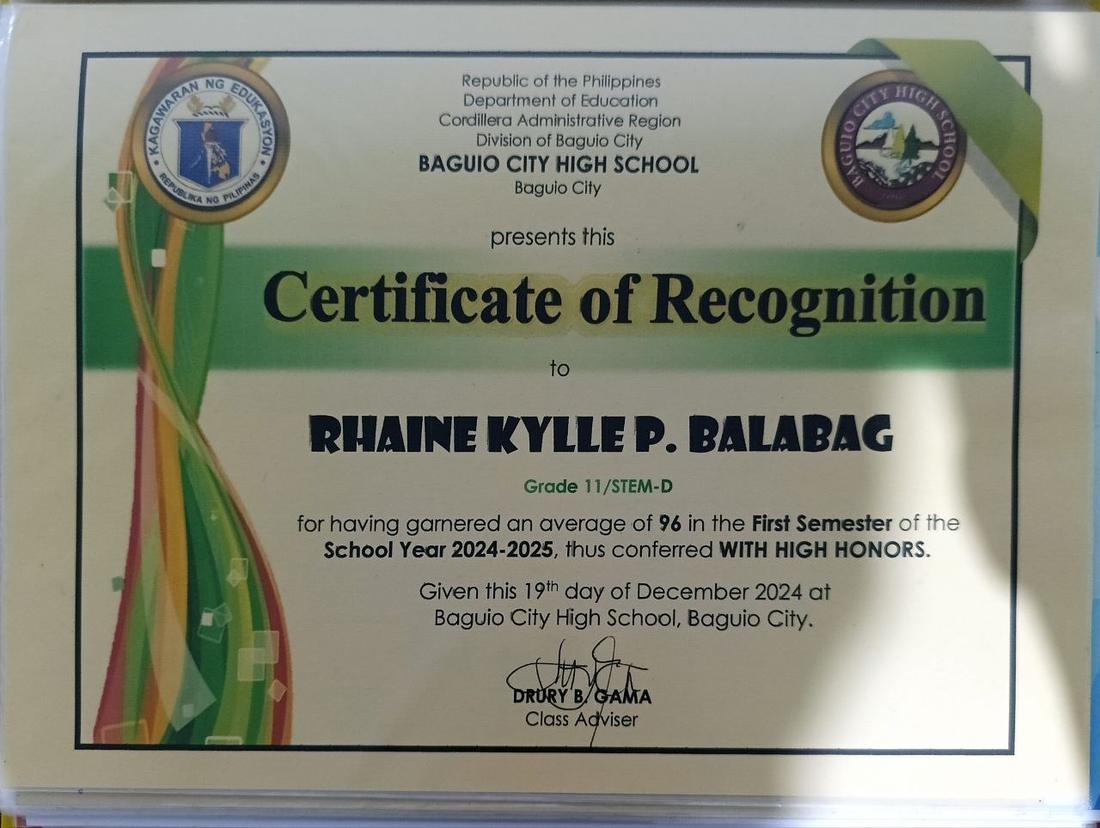 KAGAWARAN NG EDUKASYON
REPUBLIKA NG PILIPINAS
BAGUIO CITY HIGH SCHOOL
Republic of the Philippines
Department of Education
Cordillera Administrative Region
Division of Baguio City
BAGUIO CITY HIGH SCHOOL
Baguio City
presents this
Certificate of Recognition
to
RHAINE KYLLE P. BALABAG
Grade 11/STEM-D
for having garnered an average of 96 in the First Semester of the
School Year 2024-2025, thus conferred WITH HIGH HONORS.
Given this 19th day of December 2024 at
Baguio City High School, Baguio City.
DRURY B. GAMA
Class Adviser